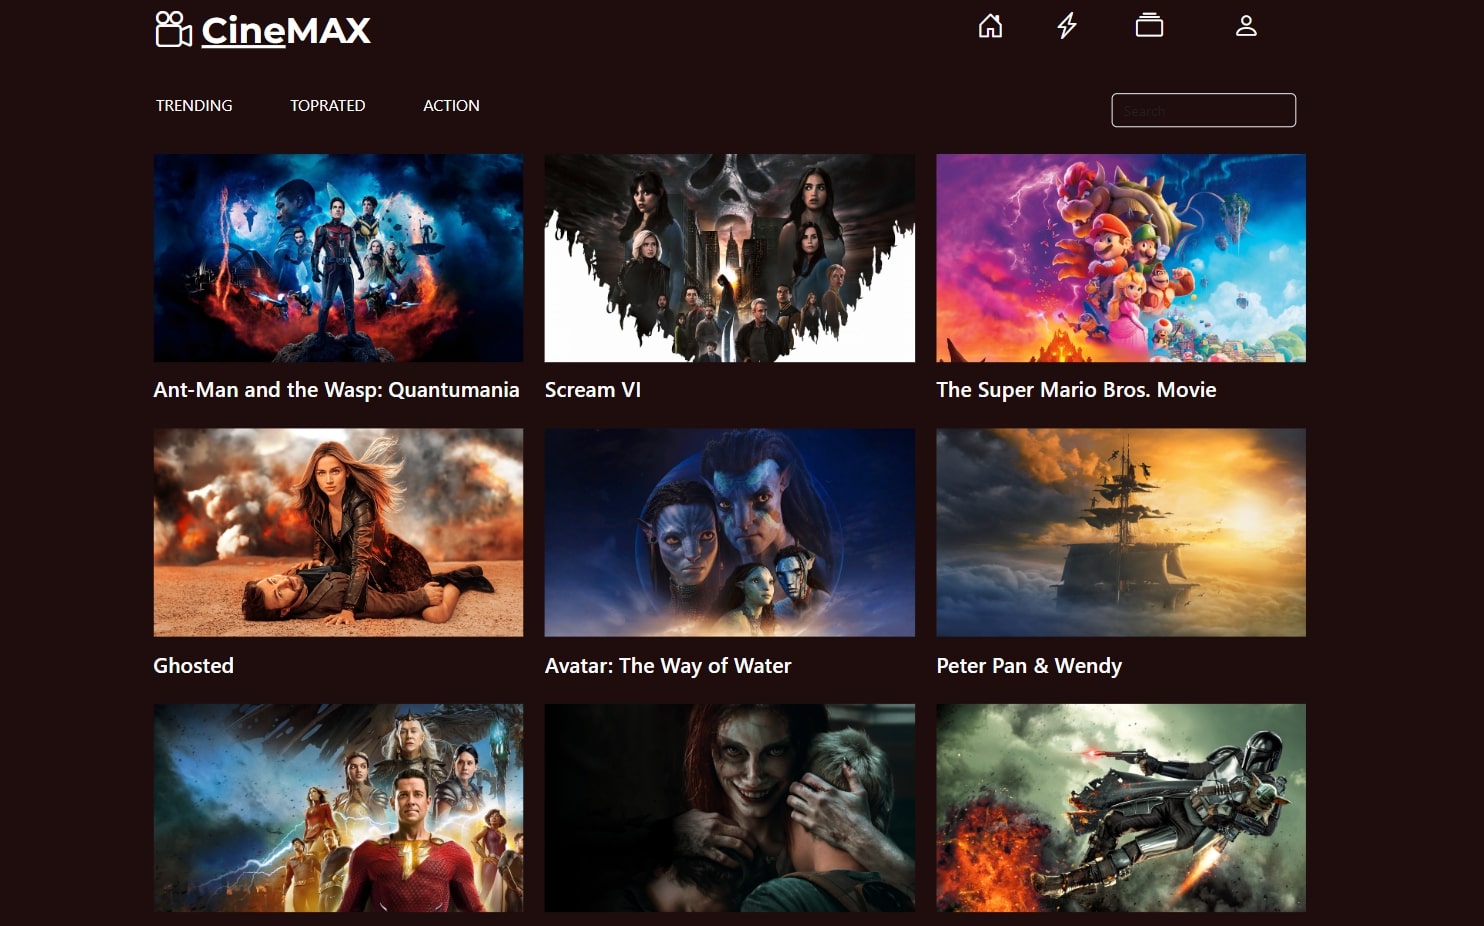 CineMAX
TRENDING TOPRATED ACTION
Search
Ant-Man and the Wasp: Quantumania
Scream VI
The Super Mario Bros. Movie
Ghosted
Avatar: The Way of Water
Peter Pan & Wendy